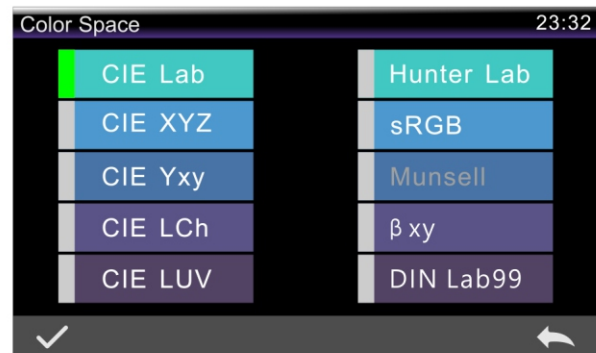 Color Space 23:32
CIE Lab
CIE XYZ
CIE Yxy
CIE LCh
CIE LUV
Hunter Lab
sRGB
Munsell
β xy
DIN Lab99